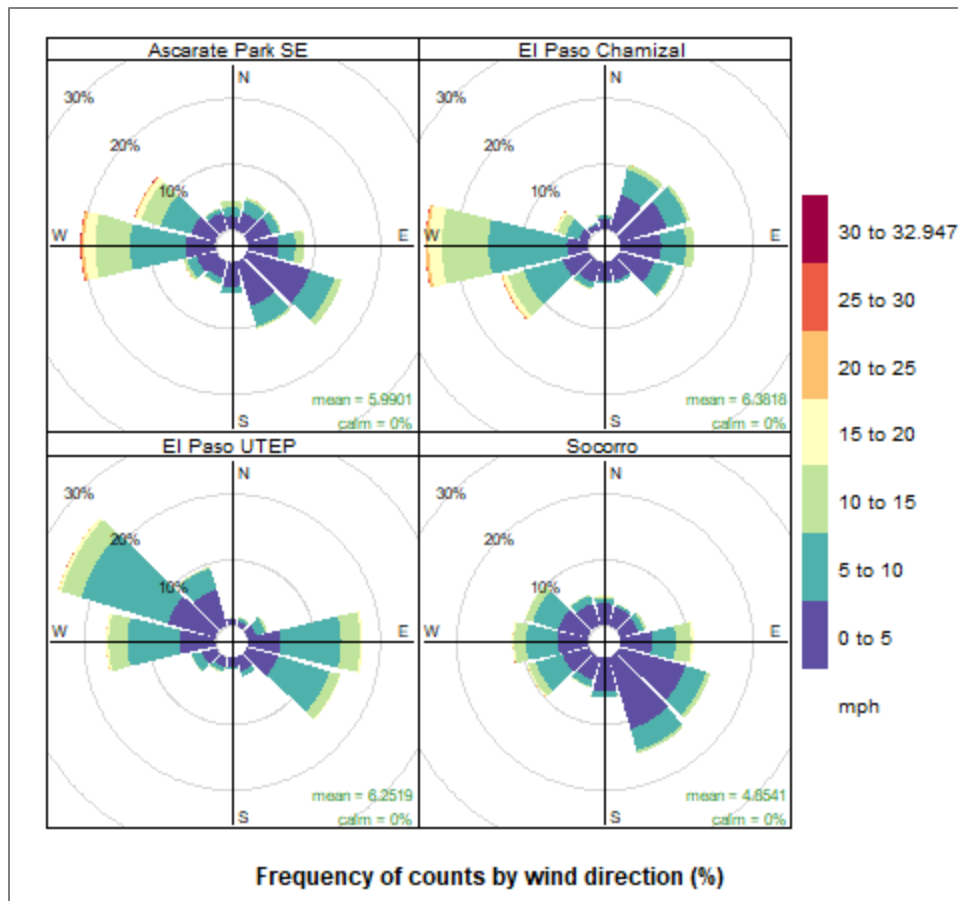 Ascarate Park SE
El Paso Chamizal
N
30%
20%
10%
W
E
S
mean = 5.9901
calm = 0%
N
30%
20%
10%
W
E
S
mean = 6.3818
calm = 0%
El Paso UTEP
Socorro
N
30%
20%
10%
W
E
S
mean = 6.2519
calm = 0%
N
30%
20%
10%
W
E
S
mean = 4.8541
calm = 0%
30 to 32.947
25 to 30
20 to 25
15 to 20
10 to 15
5 to 10
0 to 5
mph
Frequency of counts by wind direction (%)